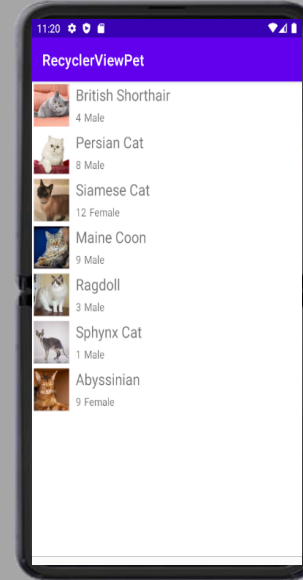 11:20
RecyclerViewPet
British Shorthair
4 Male
Persian Cat
8 Male
Siamese Cat
12 Female
Maine Coon
9 Male
Ragdoll
3 Male
Sphynx Cat
1 Male
Abyssinian
9 Female